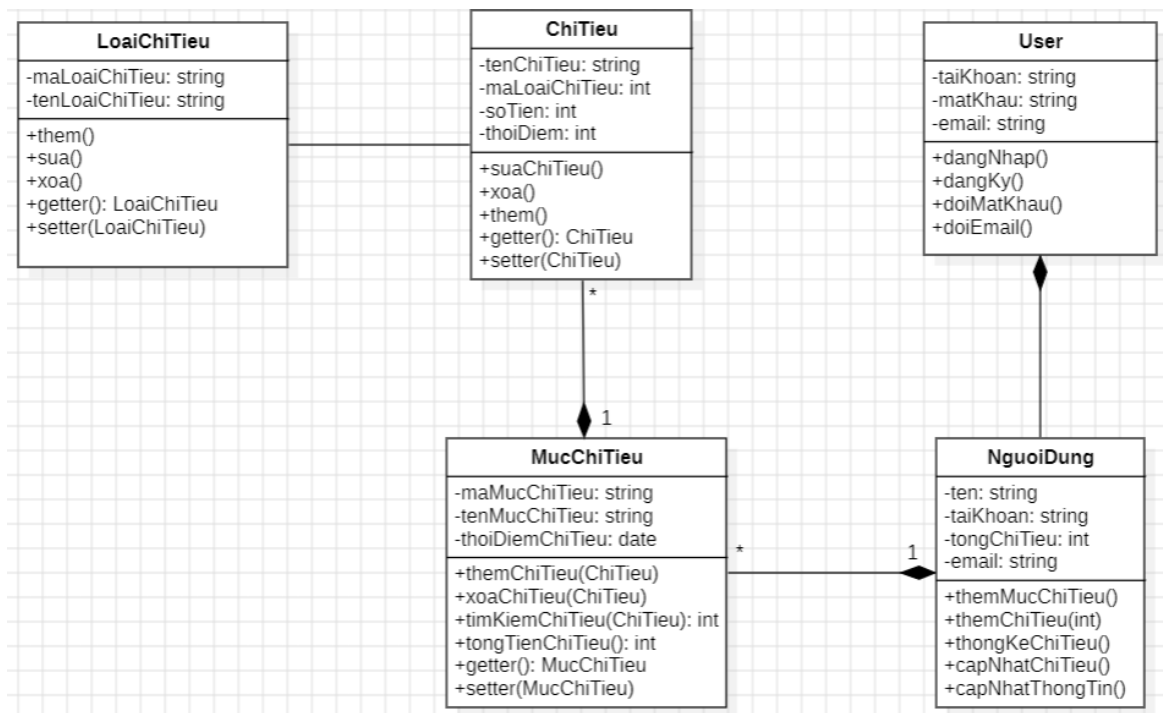 LoaiChiTieu
-maLoaiChiTieu: string
-tenLoaiChiTieu: string
+them()
+sua()
+xoa()
+getter(): LoaiChiTieu
+setter(LoaiChiTieu)
ChiTieu
-tenChiTieu: string
-maLoaiChiTieu: int
-soTien: int
-thoiDiem: int
+suaChiTieu()
+xoa()
+them()
+getter(): ChiTieu
+setter(ChiTieu)
User
-taiKhoan: string
-matKhau: string
-email: string
+dangNhap()
+dangKy()
+doiMatKhau()
+doiEmail()
*
1
MucChiTieu
-maMucChiTieu: string
-tenMucChiTieu: string
-thoiDiemChiTieu: date
+themChiTieu(ChiTieu)
+xoaChiTieu(ChiTieu)
+timKiemChiTieu(ChiTieu): int
+tongTienChiTieu(): int
+getter(): MucChiTieu
+setter(MucChiTieu)
*
1
NguoiDung
-ten: string
-taiKhoan: string
-tongChiTieu: int
-email: string
+themMucChiTieu()
+themChiTieu(int)
+thongKeChiTieu()
+capNhatChiTieu()
+capNhatThongTin()